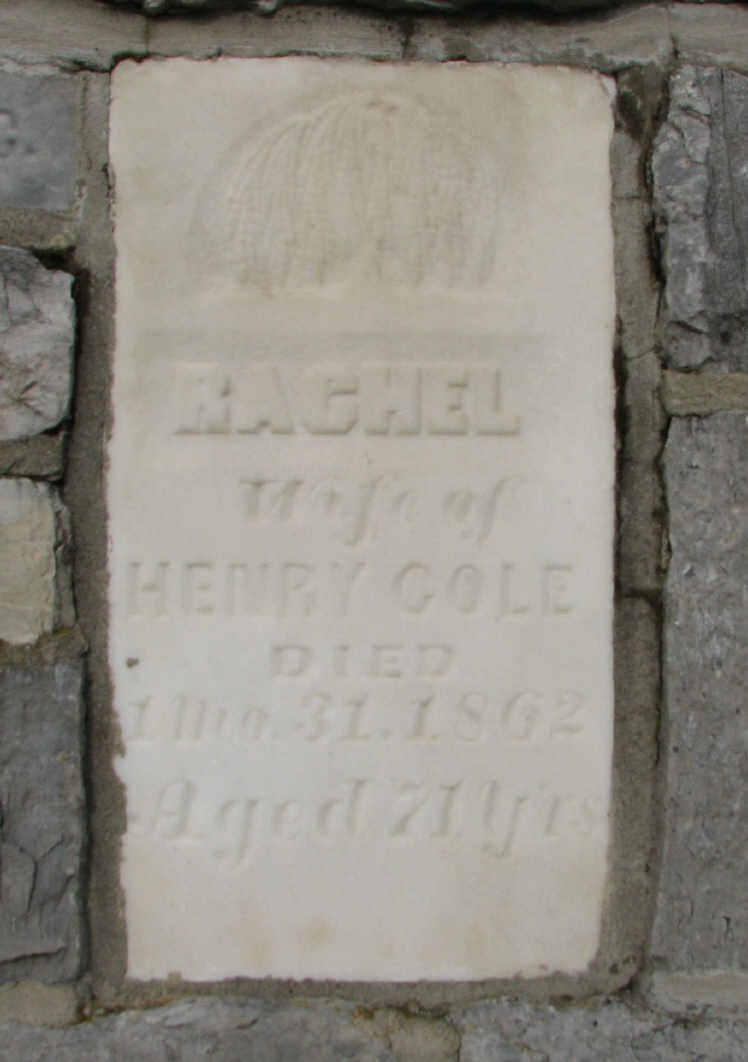 RACHEL
Wife of
HENRY COLE
DIED
1 Mo. 31. 1862
Aged 71 Yrs